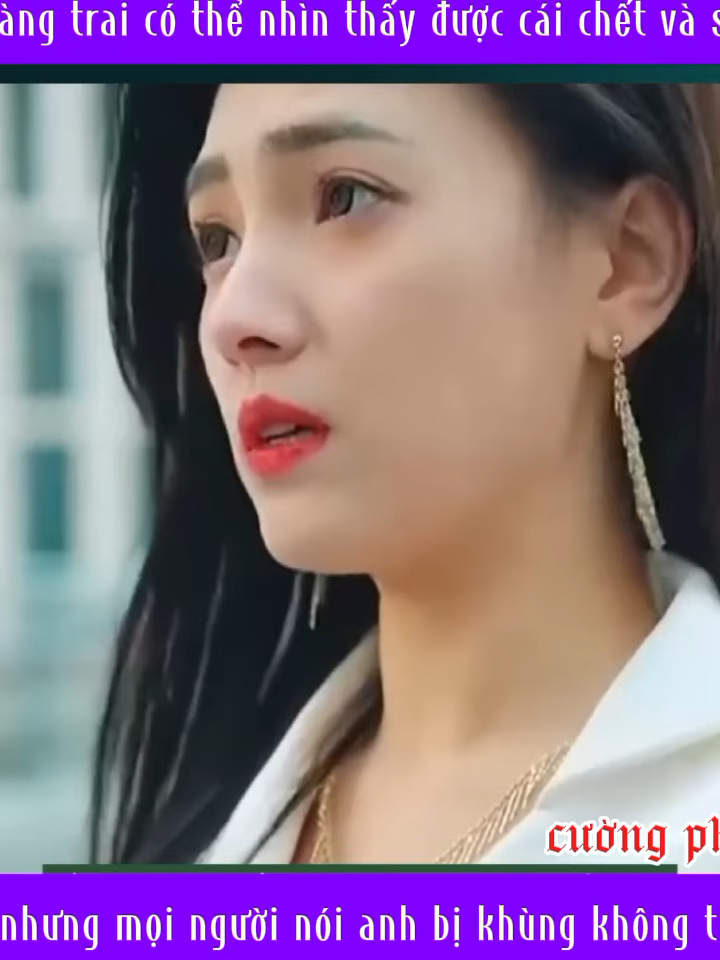 àng trai có thể nhìn thấy được cái chết và
cường
nhưng mọi người nói anh bị khùng không